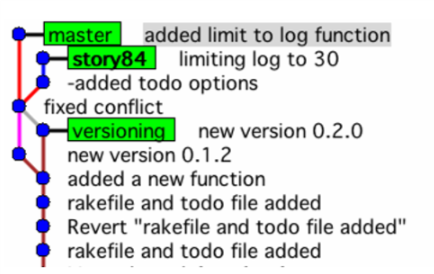 master added limit to log function
story84 limiting log to 30
-added todo options
fixed conflict
versioning new version 0.2.0
new version 0.1.2
added a new function
rakefile and todo file added
Revert "rakefile and todo file added"
rakefile and todo file added